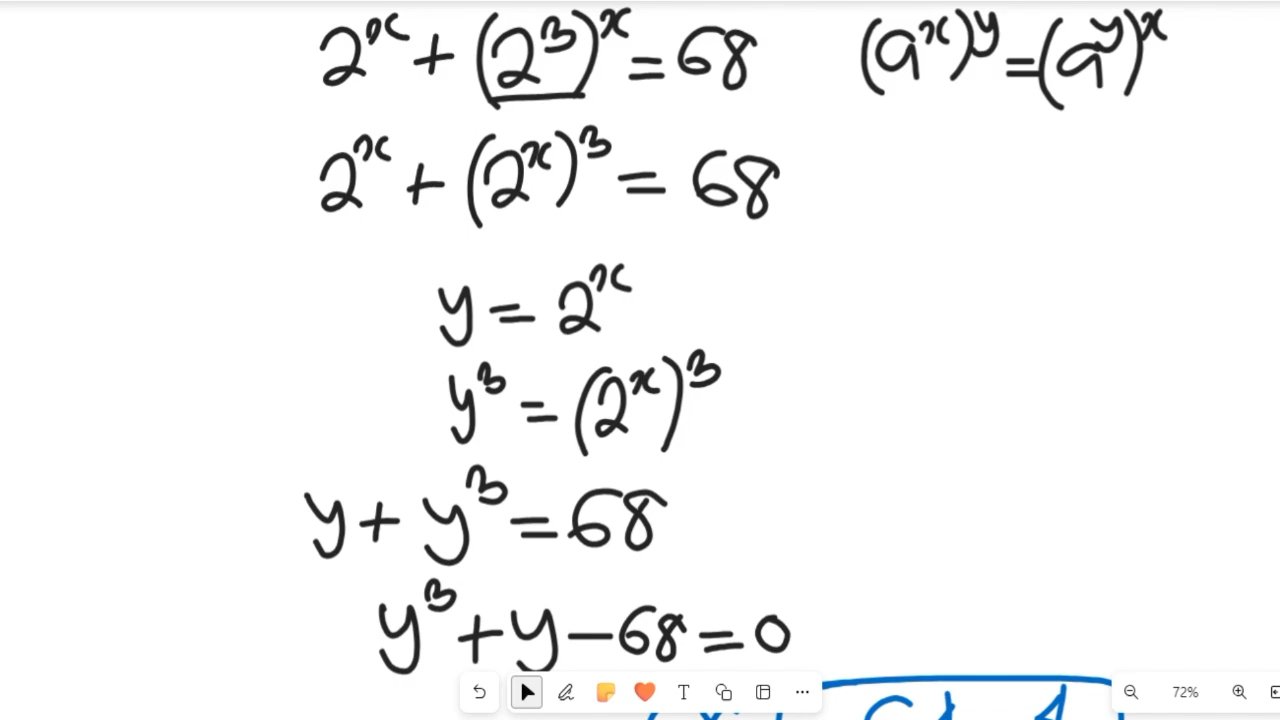 2^x + (2^3)^x = 68 (a^x)^y = (a^y)^x
2^x + (2^x)^3 = 68
y = 2^x
y^3 = (2^x)^3
y + y^3 = 68
y^3 + y - 68 = 0
T 72%